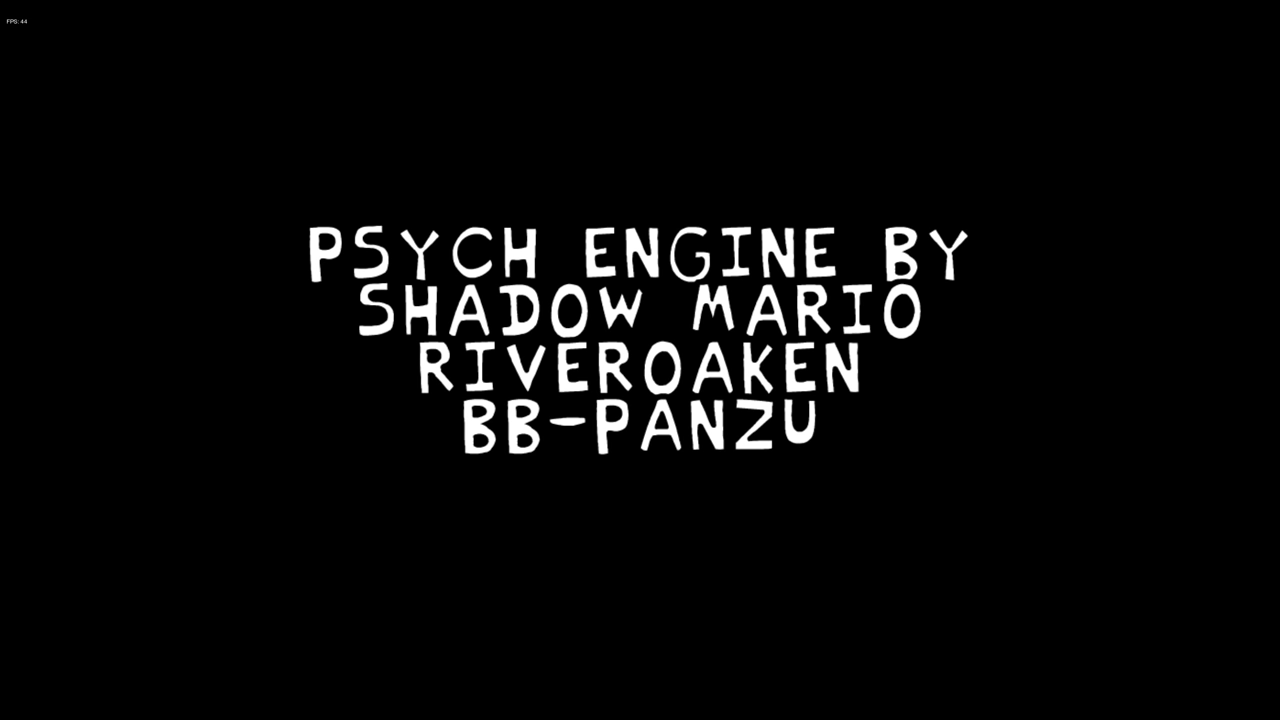 FPS: 44
PSYCH ENGINE BY
SHADOW MARIO
RIVEROAKEN
BB-PANZU